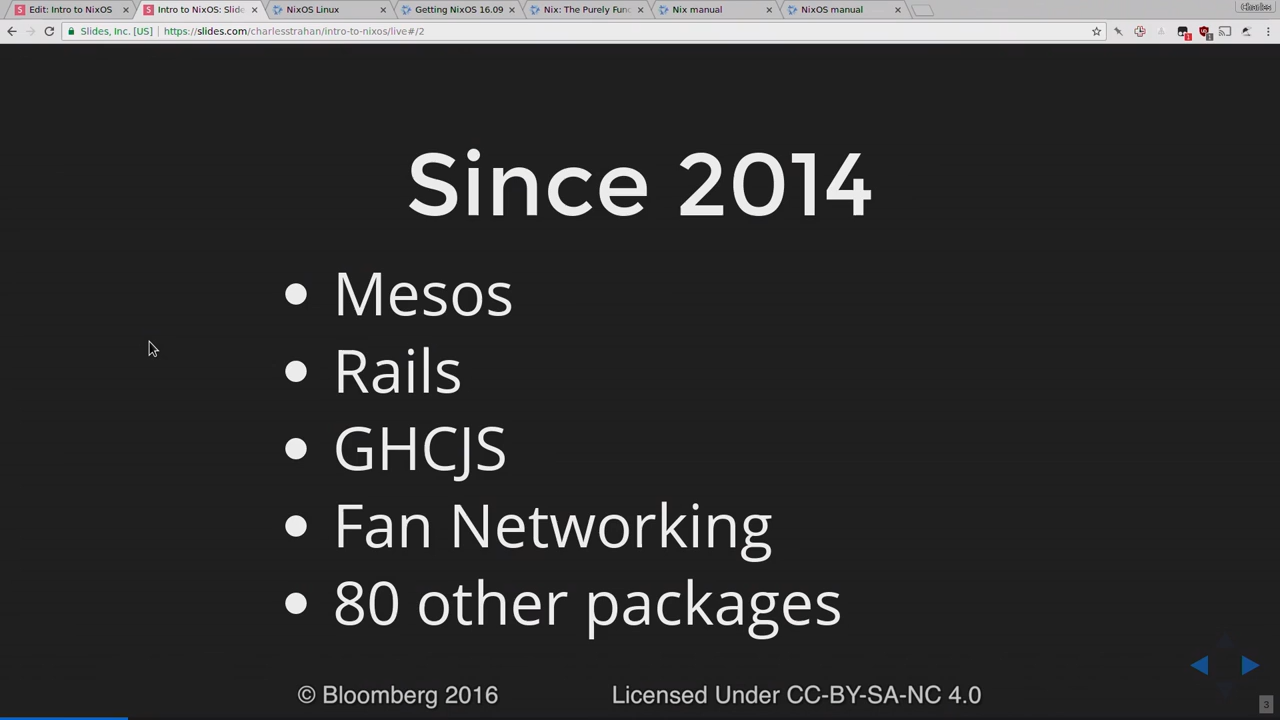 Edit: Intro to NixOS
Intro to NixOS: Slide
NixOS Linux
Getting NixOS 16.09
Nix: The Purely Func
Nix manual
NixOS manual
Charles
Slides, Inc. [US]
https://slides.com/charlesstrahan/intro-to-nixos/live#/2
Since 2014
Mesos
Rails
GHCJS
Fan Networking
80 other packages
© Bloomberg 2016
Licensed Under CC-BY-SA-NC 4.0
3